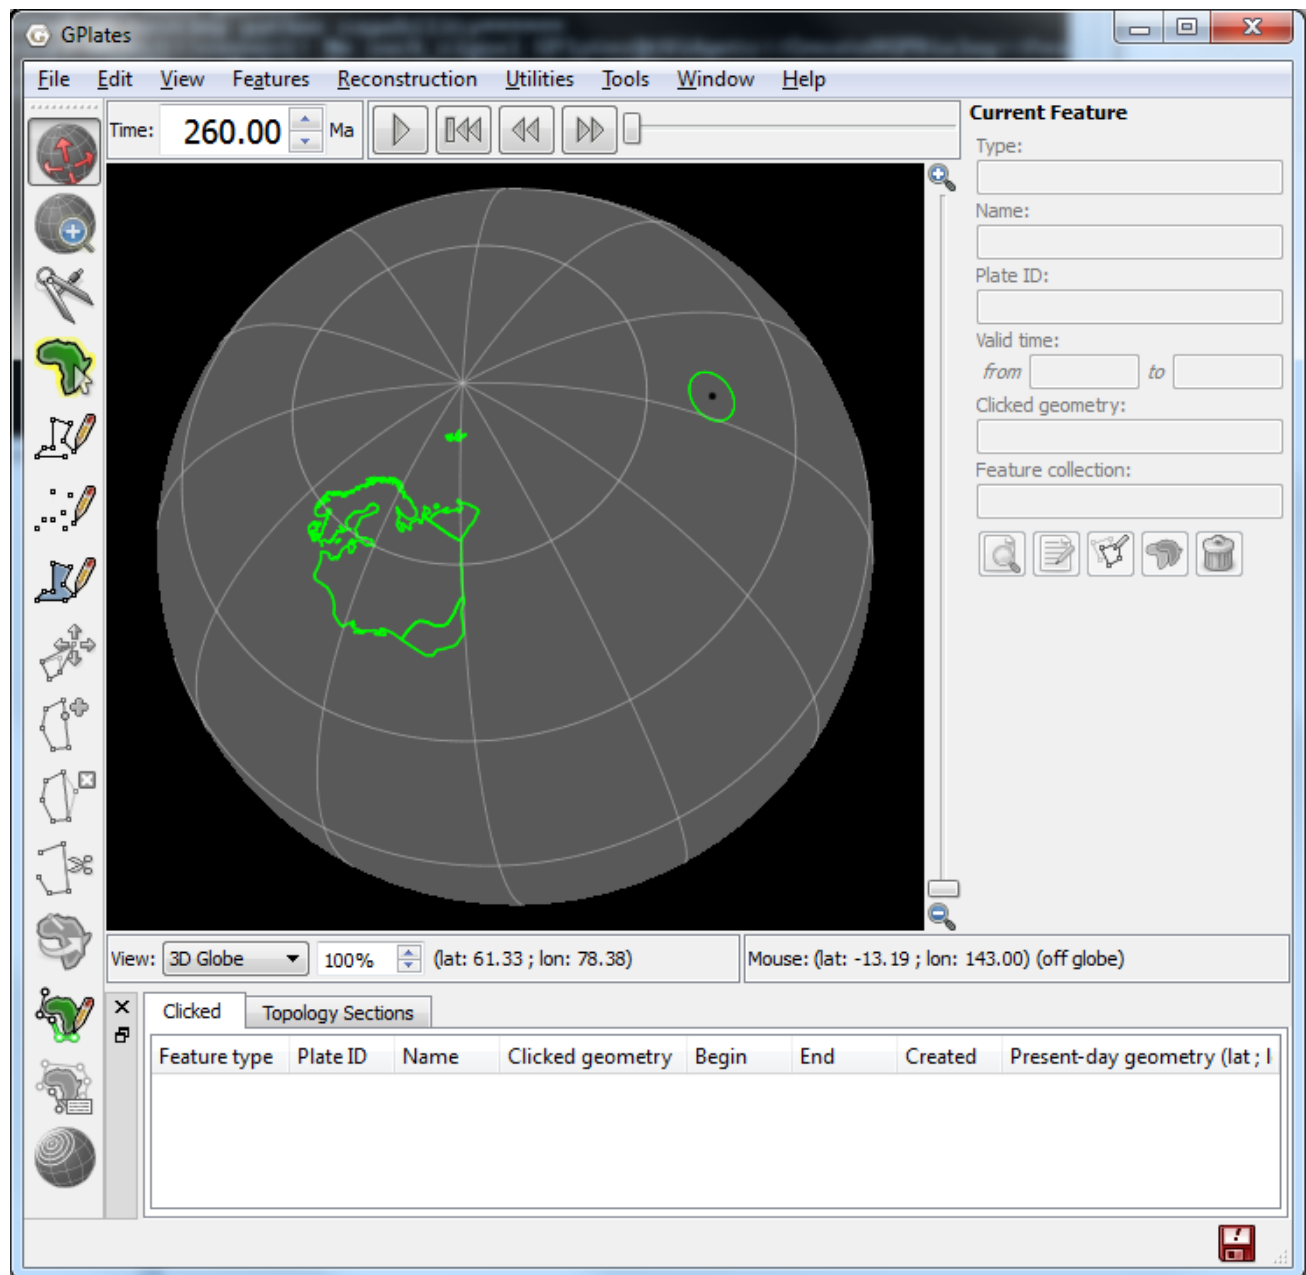 GPlates
File Edit View Features Reconstruction Utilities Tools Window Help
Time: 260.00 Ma
Current Feature
Type:
Name:
Plate ID:
Valid time:
from to
Clicked geometry:
Feature collection:
View: 3D Globe 100% (lat: 61.33 ; lon: 78.38) Mouse: (lat: -13.19 ; lon: 143.00) (off globe)
Clicked Topology Sections
Feature type Plate ID Name Clicked geometry Begin End Created Present-day geometry (lat ; l